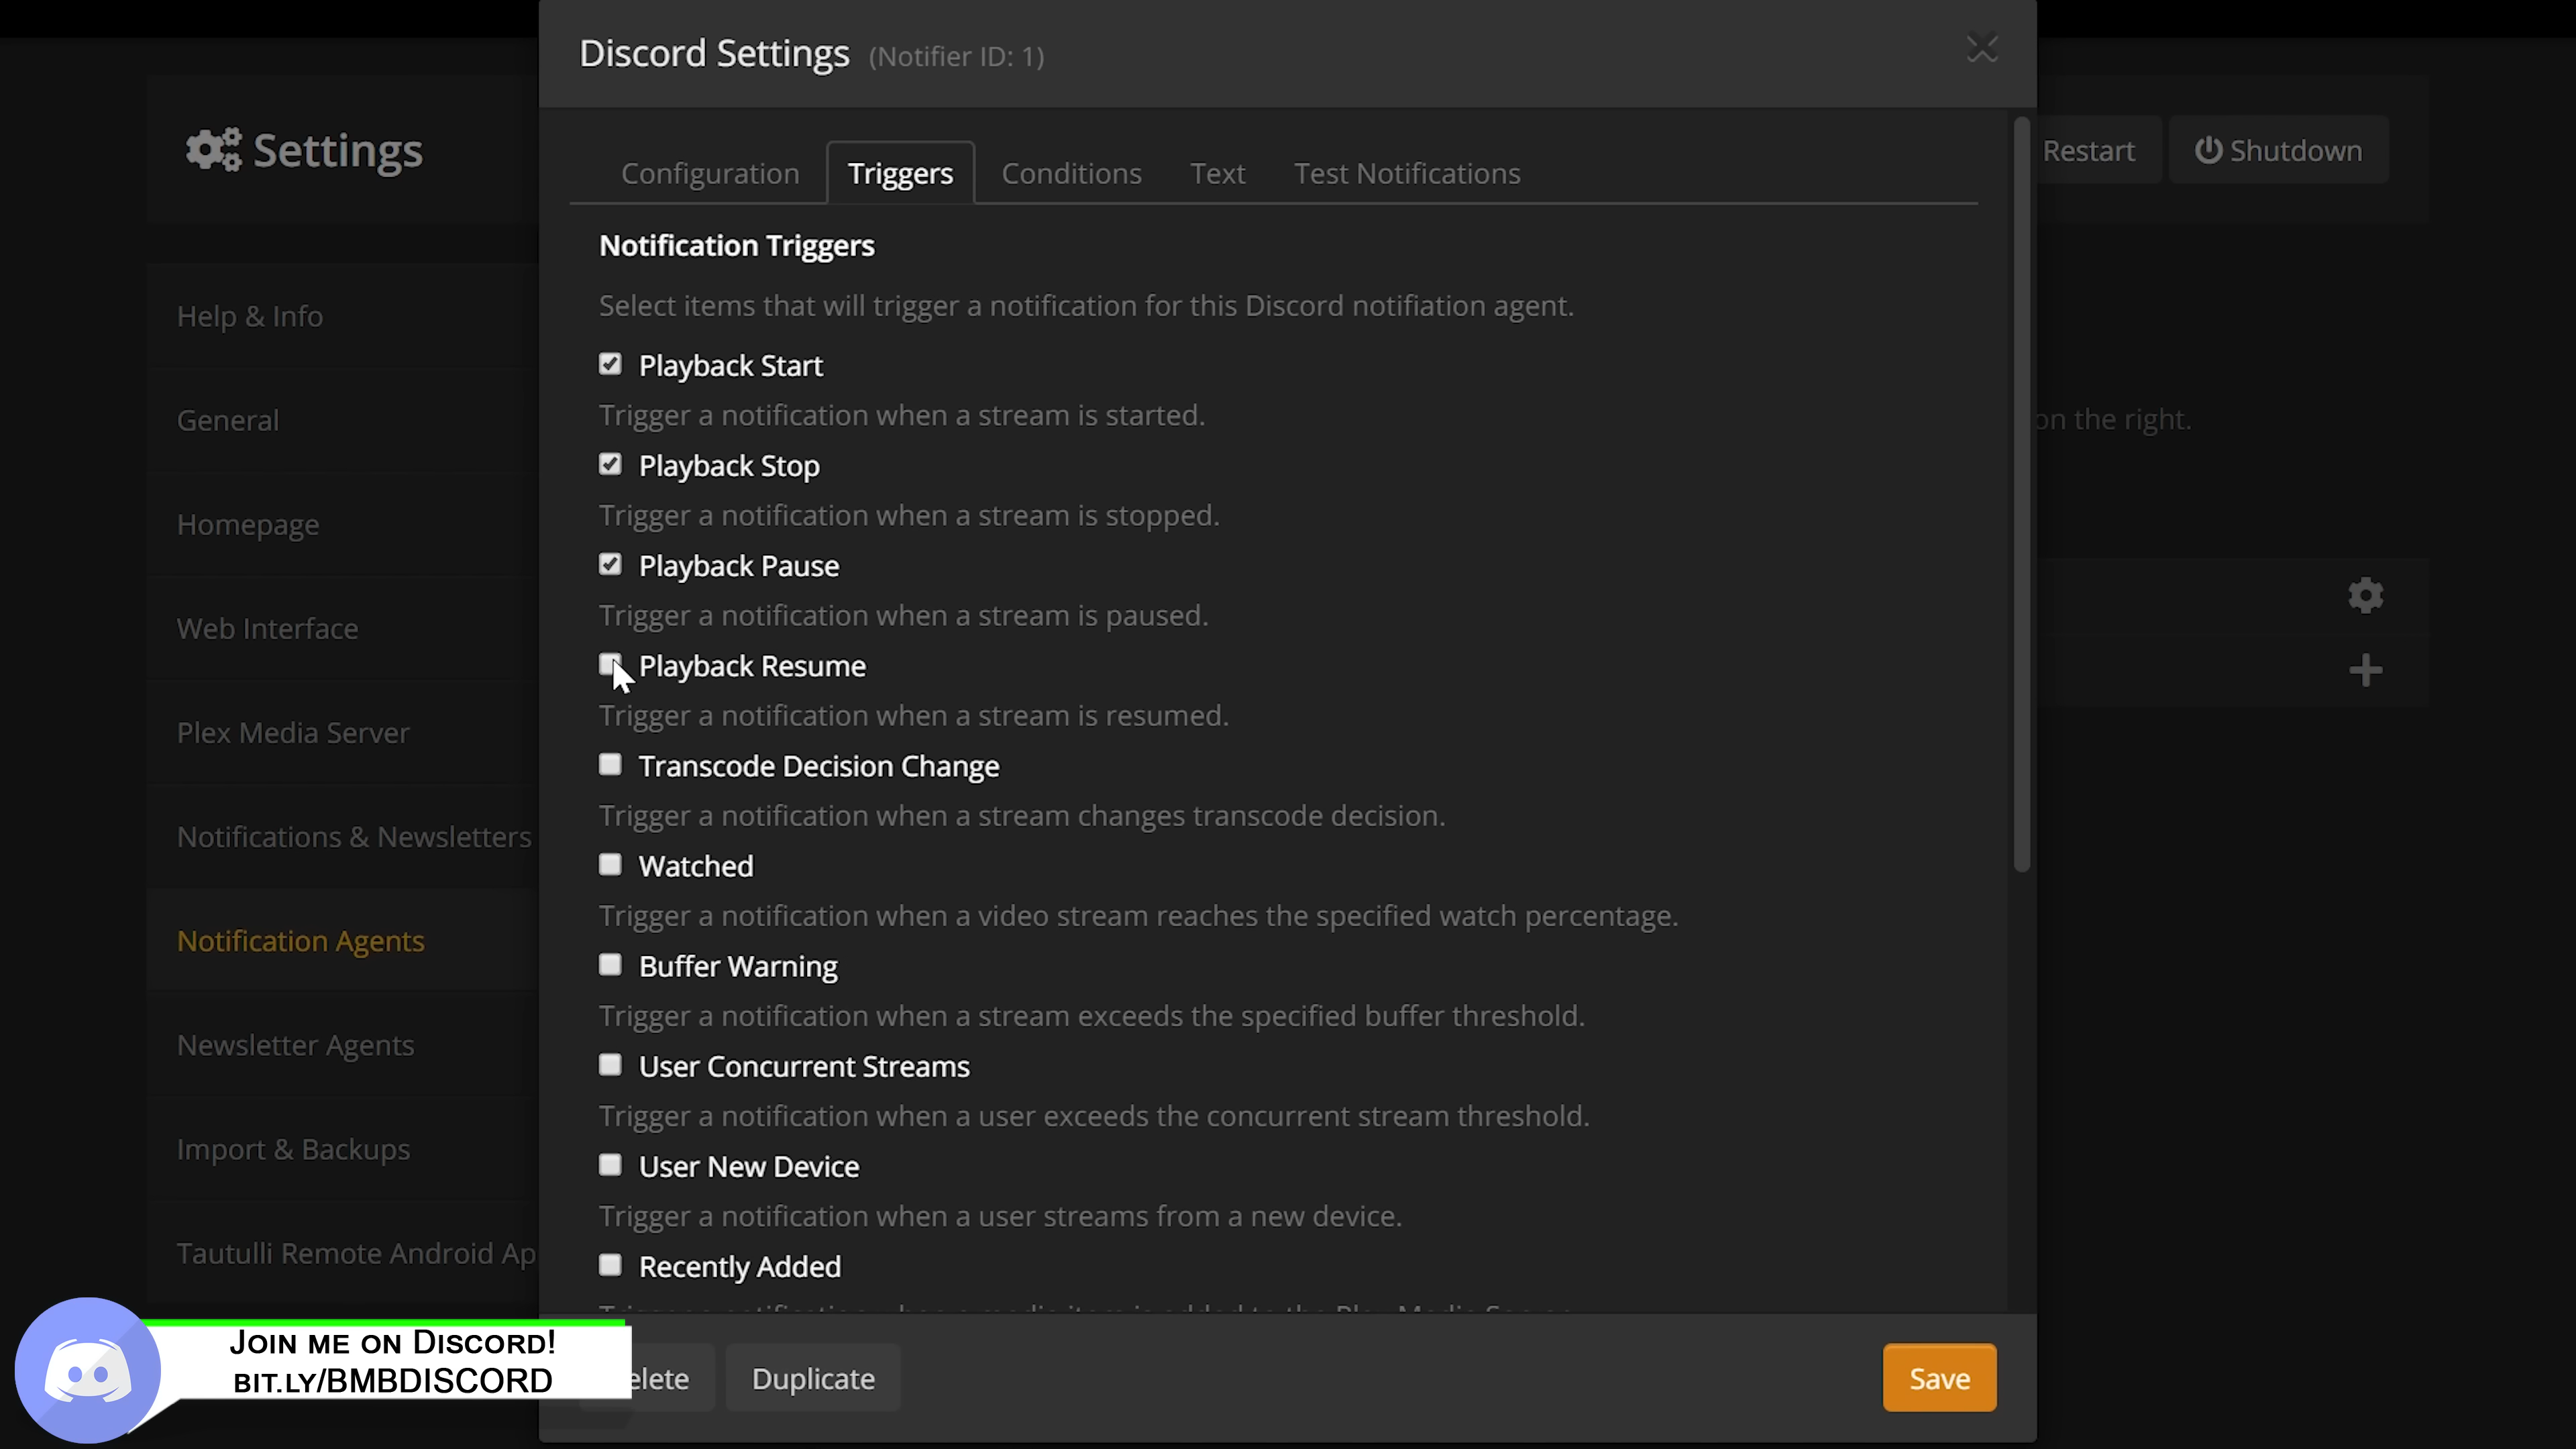 Discord Settings (Notifier ID: 1)
Settings
Restart
Shutdown
Configuration
Triggers
Conditions
Text
Test Notifications
Notification Triggers
Select items that will trigger a notification for this Discord notifiation agent.
Playback Start
Trigger a notification when a stream is started.
Playback Stop
Trigger a notification when a stream is stopped.
Playback Pause
Trigger a notification when a stream is paused.
Playback Resume
Trigger a notification when a stream is resumed.
Transcode Decision Change
Trigger a notification when a stream changes transcode decision.
Watched
Trigger a notification when a video stream reaches the specified watch percentage.
Buffer Warning
Trigger a notification when a stream exceeds the specified buffer threshold.
User Concurrent Streams
Trigger a notification when a user exceeds the concurrent stream threshold.
User New Device
Trigger a notification when a user streams from a new device.
Recently Added
Help & Info
General
Homepage
Web Interface
Plex Media Server
Notifications & Newsletters
Notification Agents
Newsletter Agents
Import & Backups
Tautulli Remote Android Ap
on the right.
elete
Duplicate
Save
JOIN ME ON DISCORD!
BIT.LY/BMBDISCORD